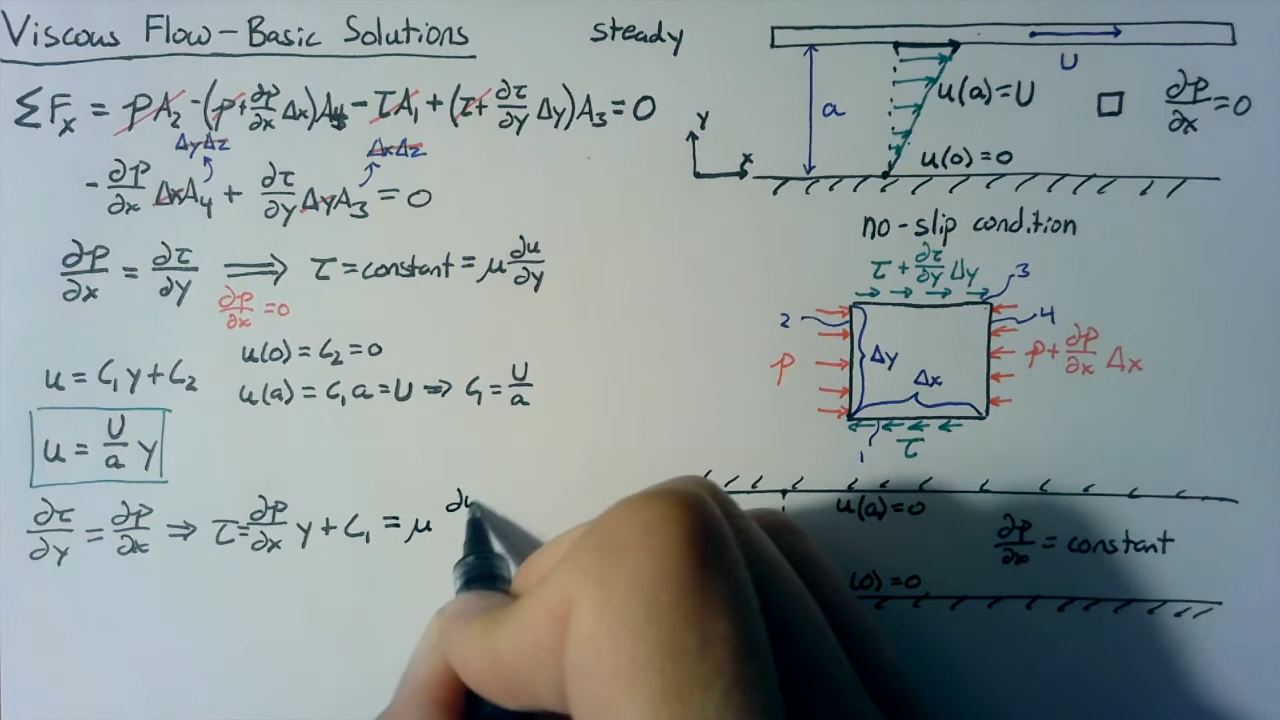 Viscous Flow-Basic Solutions
steady
ΣFₓ = pA₂ - (p + ∂p/∂x Δx)A₄ - τA₁ + (τ + ∂τ/∂y Δy)A₃ = 0
ΔyΔz
ΔxΔz
-∂p/∂x ΔxA₄ + ∂τ/∂y ΔyA₃ = 0
∂p/∂x = ∂τ/∂y ⟹ τ = constant = μ ∂u/∂y
∂p/∂x = 0
u = C₁y + C₂
u(0) = C₂ = 0
u(a) = C₁a = U ⟹ C₁ = U/a
u = U/a y
∂τ/∂y = ∂p/∂x ⟹ τ = ∂p/∂x y + C₁ = μ ∂u
U
a
u(a) = U
∂p/∂x = 0
y
x
u(0) = 0
no-slip condition
τ + ∂τ/∂y Δy
3
2
4
p
Δy
Δx
p + ∂p/∂x Δx
τ
1
u(a) = 0
∂p/∂x = constant
(0) = 0